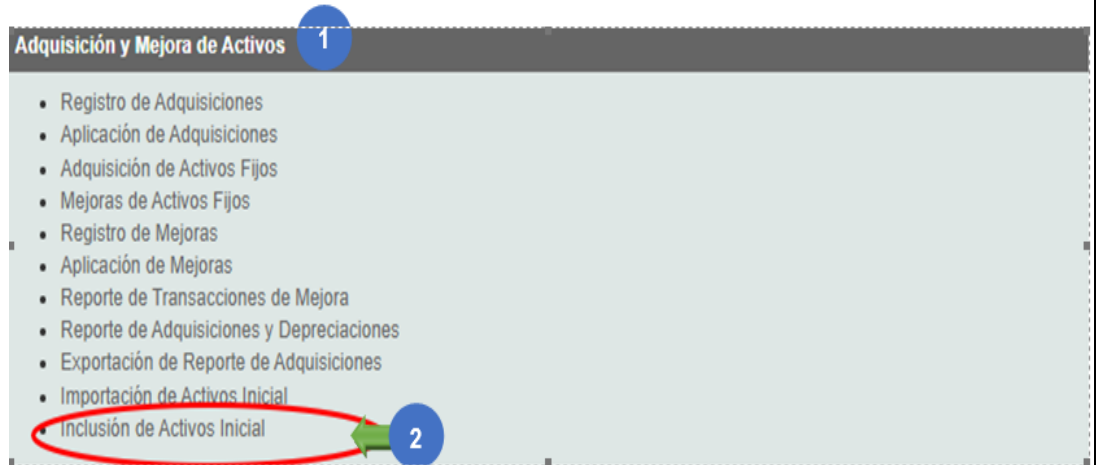 Adquisición y Mejora de Activos 1
Registro de Adquisiciones
Aplicación de Adquisiciones
Adquisición de Activos Fijos
Mejoras de Activos Fijos
Registro de Mejoras
Aplicación de Mejoras
Reporte de Transacciones de Mejora
Reporte de Adquisiciones y Depreciaciones
Exportación de Reporte de Adquisiciones
Importación de Activos Inicial
Inclusión de Activos Inicial 2